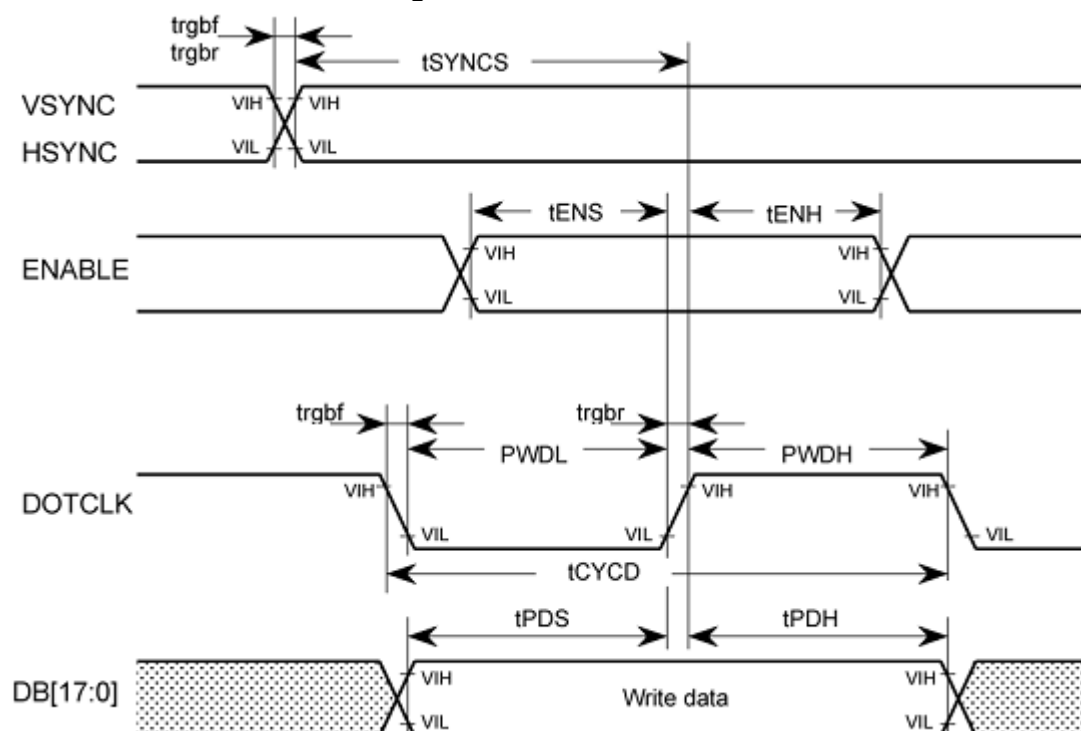 trgbf
trgbr
tSYNCS
VSYNC
VIH VIH
HSYNC
VIL VIL
tENS tENH
ENABLE
VIH VIH
VIL VIL
trgbf trgbr
PWDL PWDH
DOTCLK
VIH VIH VIH
VIL VIL VIL
tCYCD
tPDS tPDH
DB[17:0]
VIH Write data VIH
VIL VIL